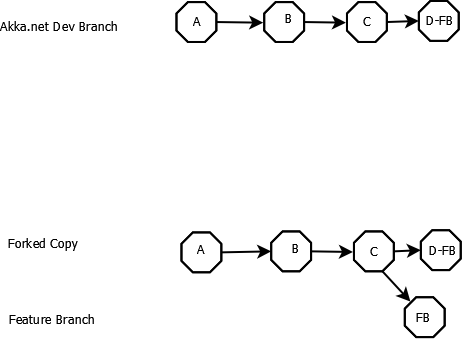 Akka.net Dev Branch
A
B
C
D-FB
Forked Copy
A
B
C
D-FB
Feature Branch
FB